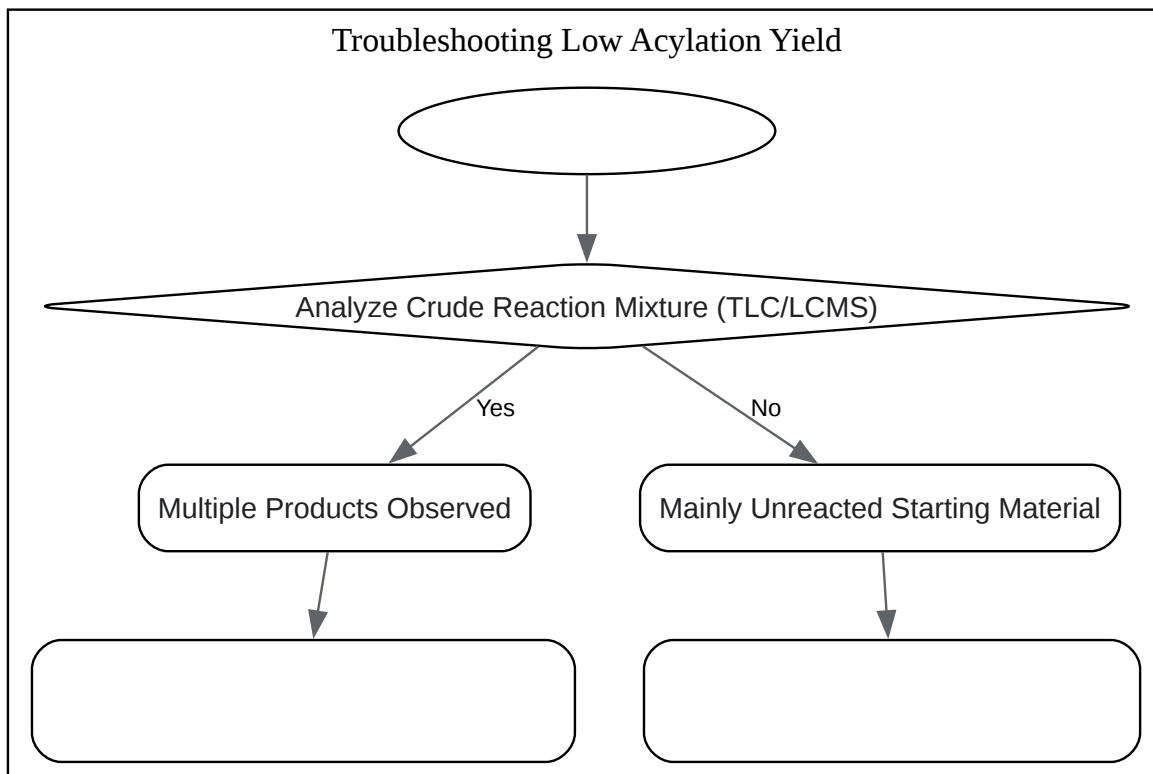 Troubleshooting Low Acylation Yield
Analyze Crude Reaction Mixture (TLC/LCMS)
Yes
No
Multiple Products Observed
Mainly Unreacted Starting Material